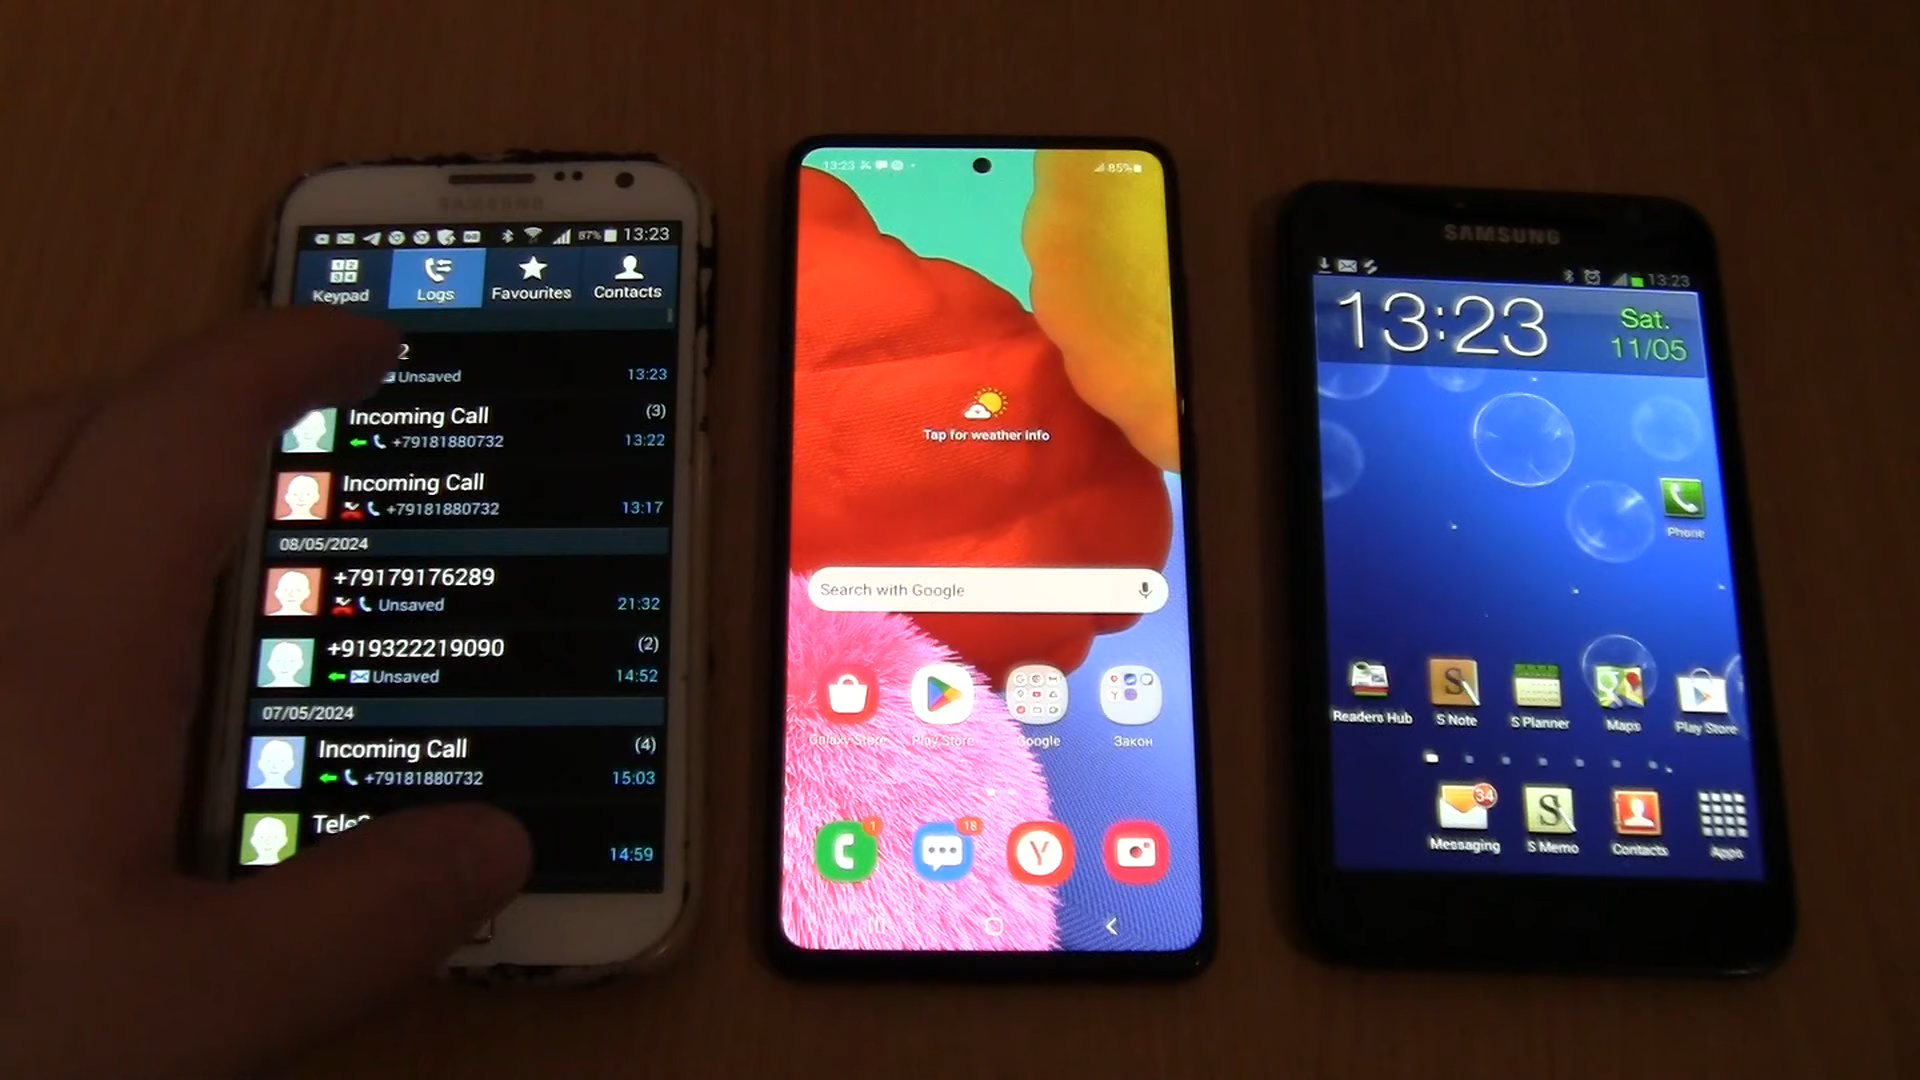 SAMSUNG
87% 13:23
Keypad
Logs
Favourites
Contacts
2
Unsaved 13:23
Incoming Call (3)
+79181880732 13:22
Incoming Call
+79181880732 13:17
08/05/2024
+79179176289
Unsaved 21:32
+919322219090 (2)
Unsaved 14:52
07/05/2024
Incoming Call (4)
+79181880732 15:03
Tele2
14:59
13:23 85%
Tap for weather info
Search with Google
Galaxy Store
Play Store
Google
Закон
1
18
SAMSUNG
13:23
13:23
Sat.
11/05
Phone
Readers Hub
S Note
S Planner
Maps
Play Store
34
Messaging
S Memo
Contacts
Apps